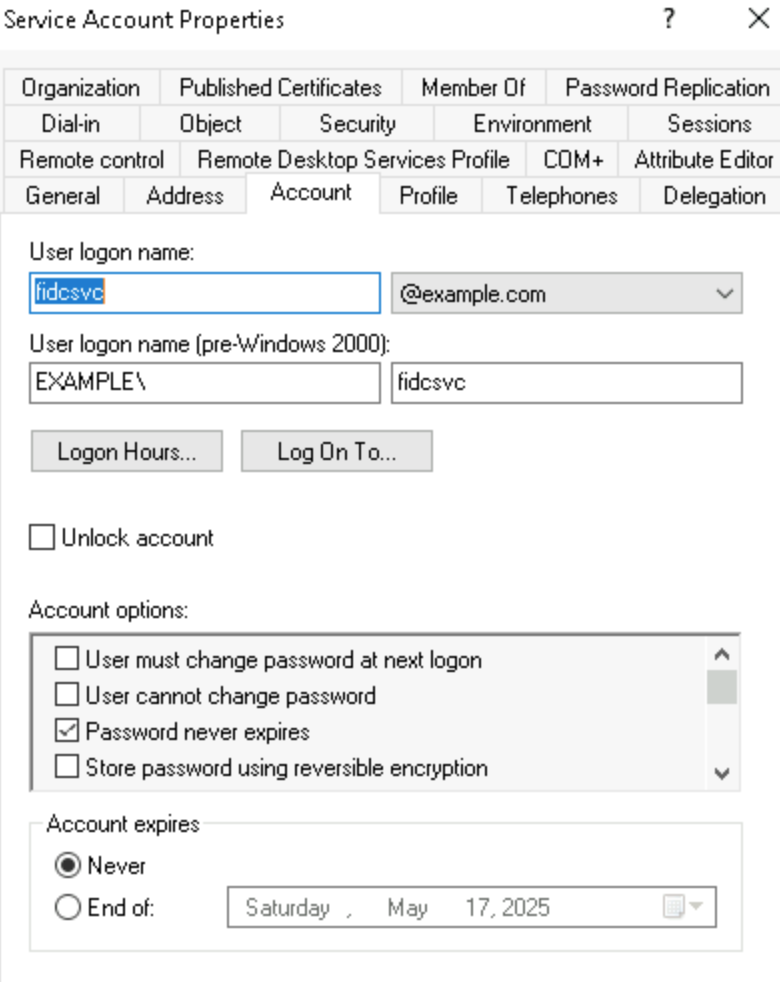 Service Account Properties ? ✕
Organization Published Certificates Member Of Password Replication
Dial-in Object Security Environment Sessions
Remote control Remote Desktop Services Profile COM+ Attribute Editor
General Address Account Profile Telephones Delegation
User logon name:
fidcsvc @example.com
User logon name (pre-Windows 2000):
EXAMPLE\ fidcsvc
Logon Hours... Log On To...
Unlock account
Account options:
User must change password at next logon
User cannot change password
Password never expires
Store password using reversible encryption
Account expires
Never
End of: Saturday , May 17, 2025